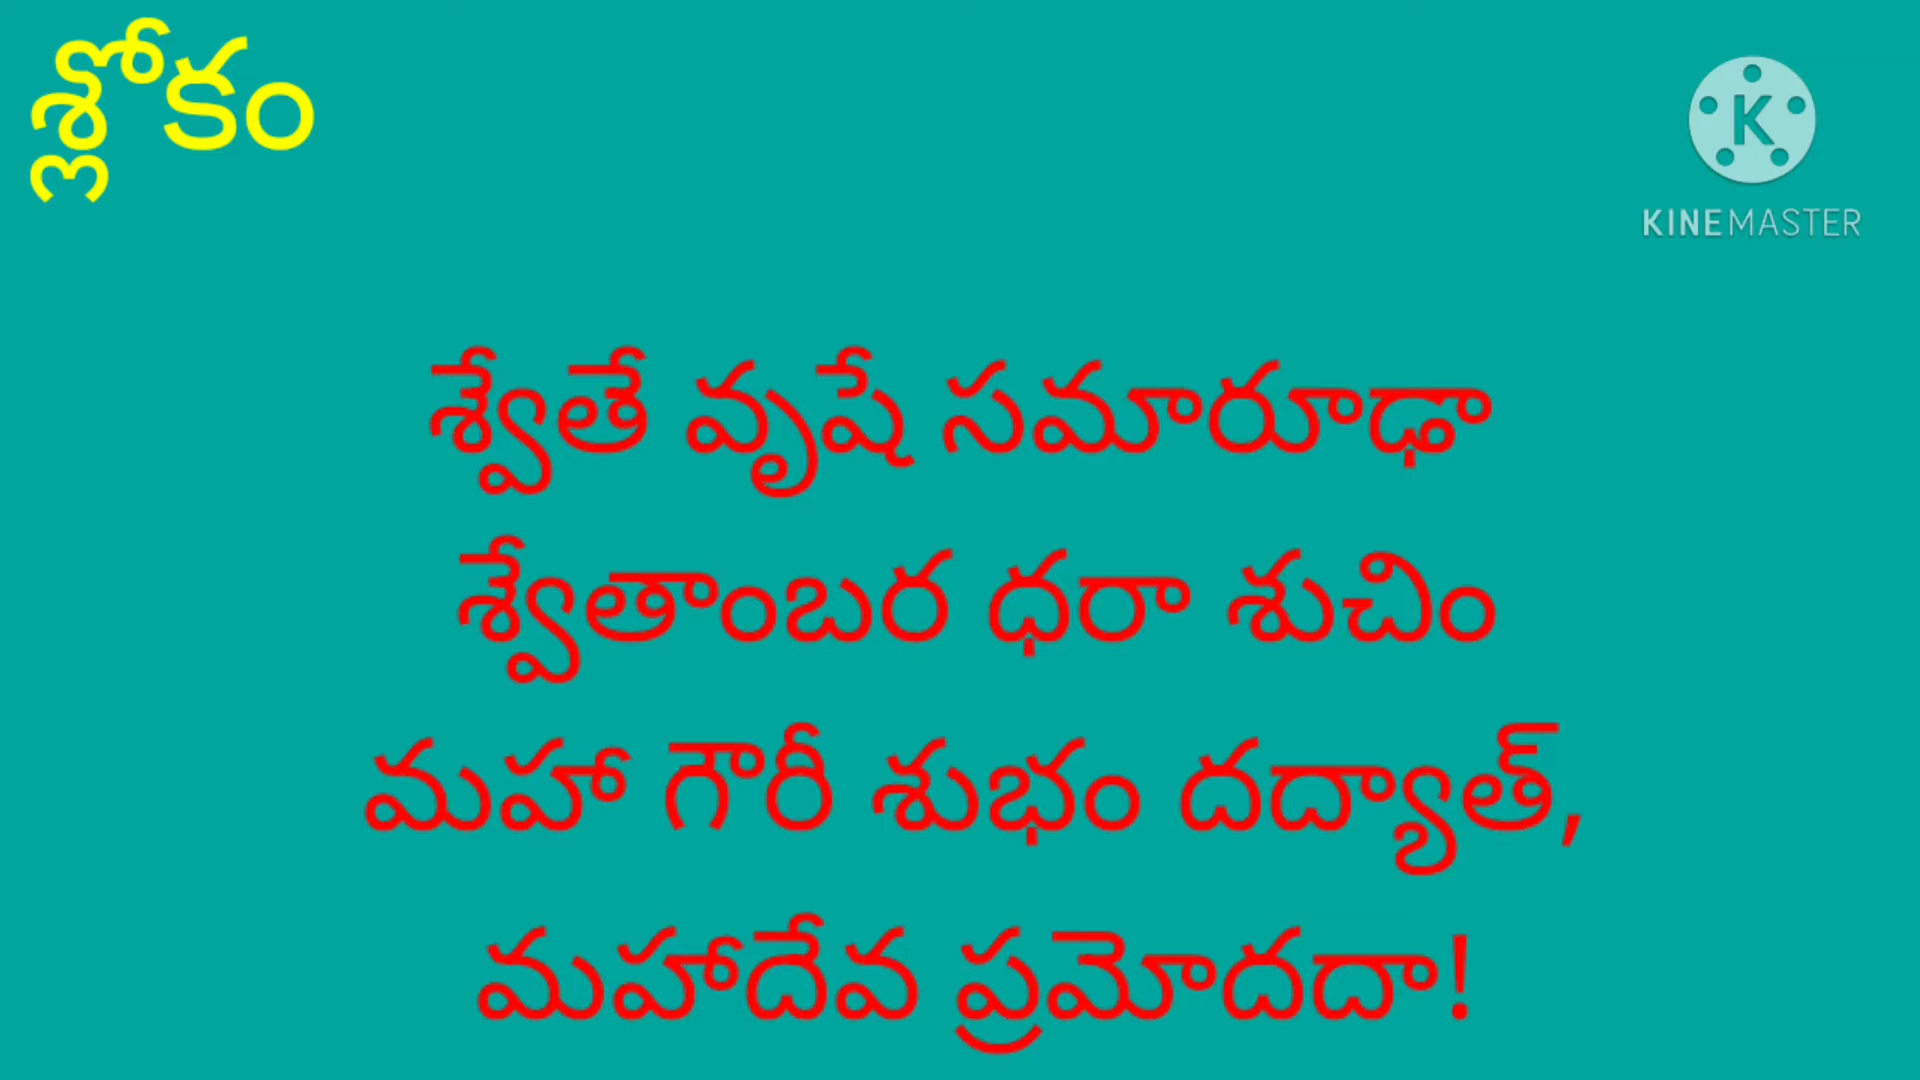 శ్లోకం
KINEMASTER
శ్వేతే వృషే సమారూఢా
శ్వేతాంబర ధరా శుచిం
మహా గౌరీ శుభం దద్యాత్,
మహాదేవ ప్రమోదదా!